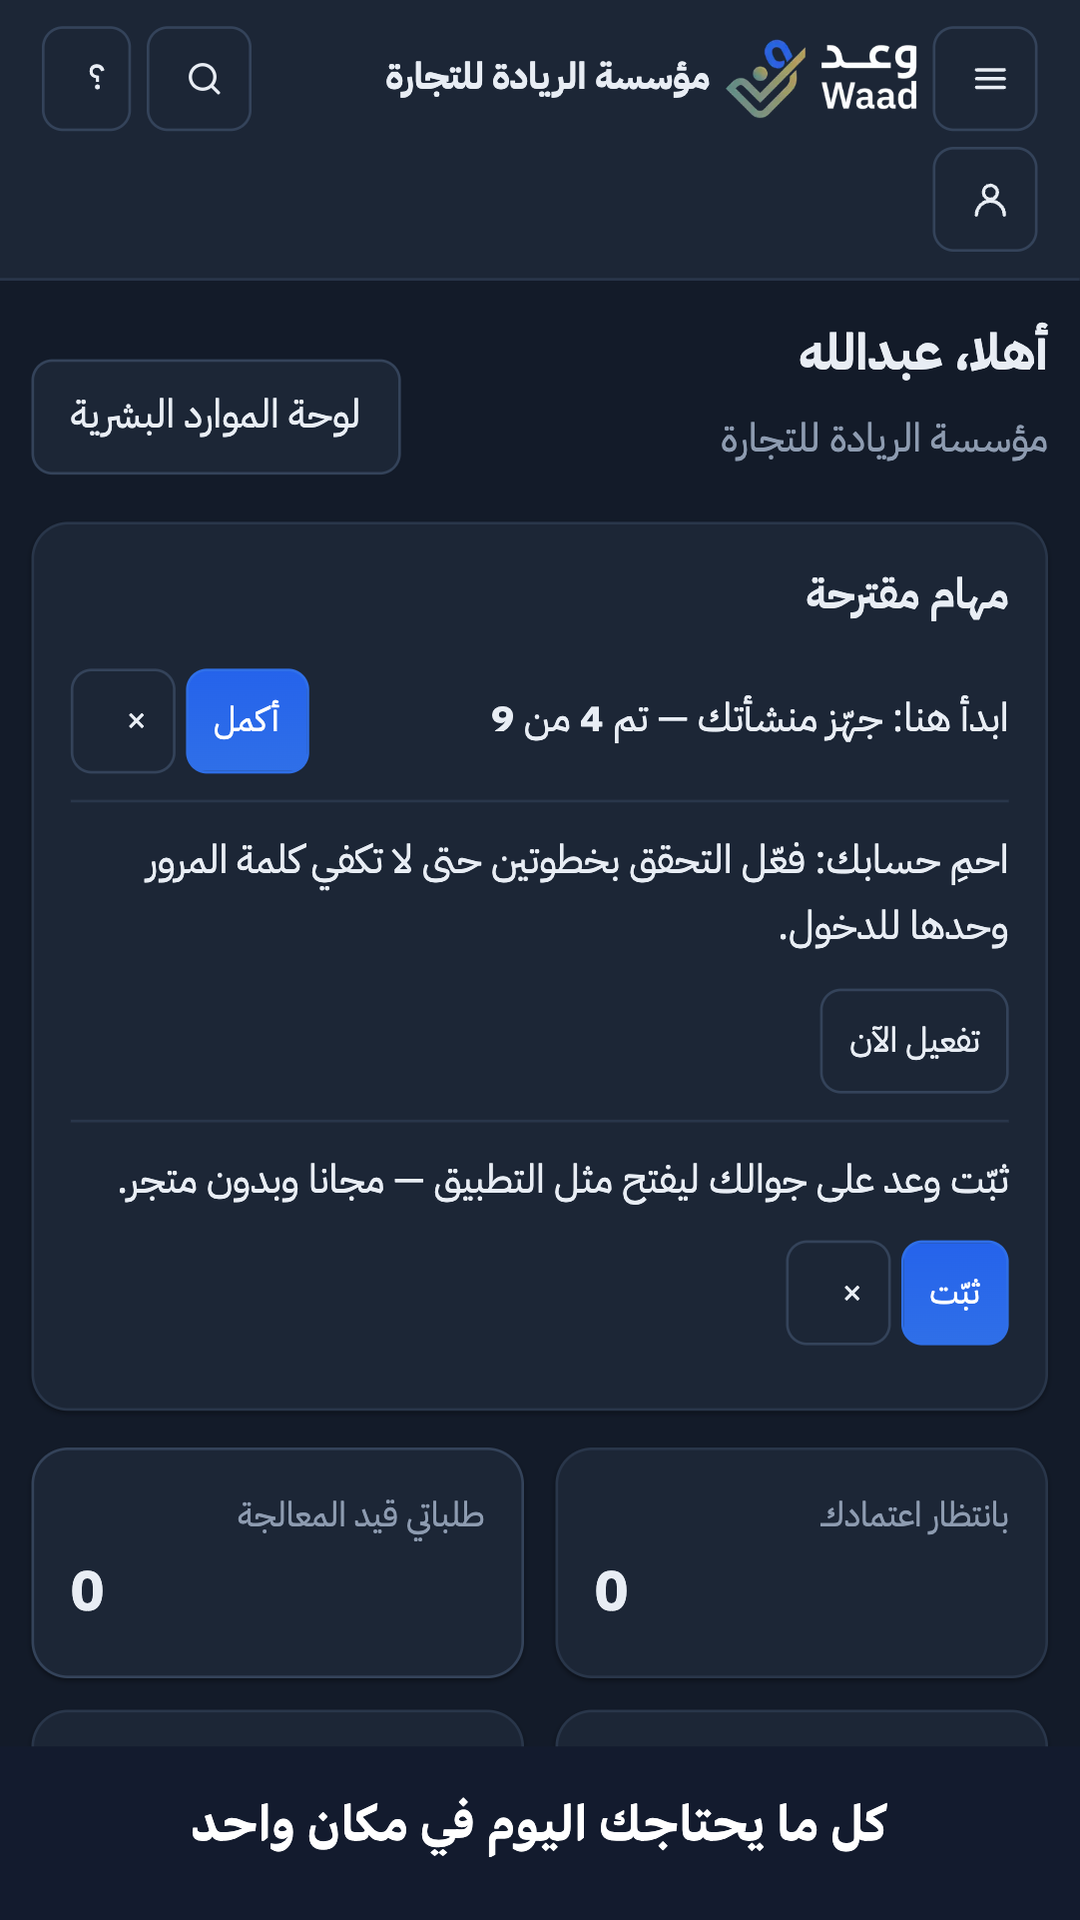 وعد
Waad
مؤسسة الريادة للتجارة
؟
أهلا، عبدالله
مؤسسة الريادة للتجارة
لوحة الموارد البشرية
مهام مقترحة
ابدأ هنا: جهّز منشأتك — تم 4 من 9
أكمل
×
احمِ حسابك: فعّل التحقق بخطوتين حتى لا تكفي كلمة المرور
وحدها للدخول.
تفعيل الآن
ثبّت وعد على جوالك ليفتح مثل التطبيق — مجانا وبدون متجر.
ثبّت
×
بانتظار اعتمادك
0
طلباتي قيد المعالجة
0
كل ما يحتاجك اليوم في مكان واحد